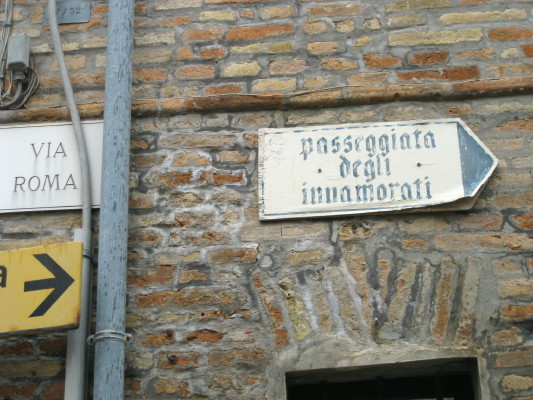 VIA
ROMA
passeggiata
degli
innamorati
a